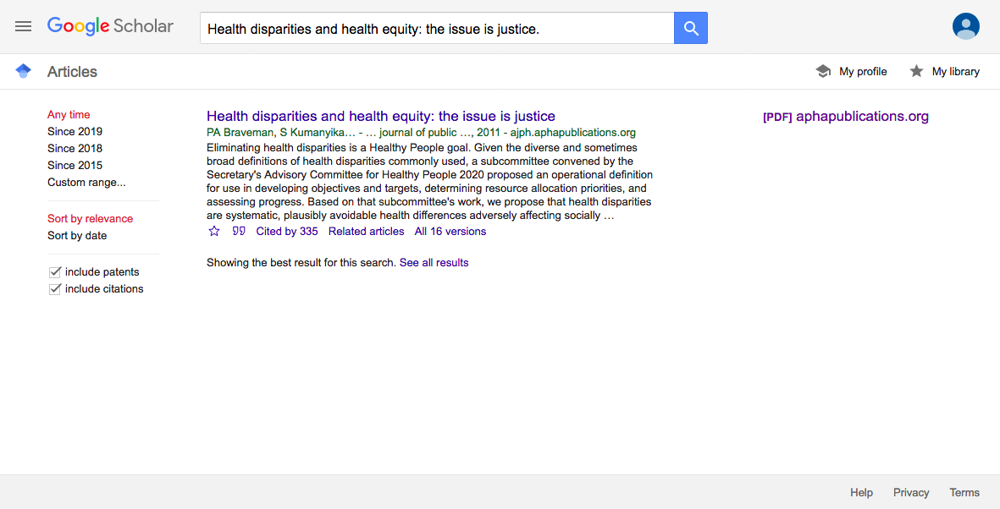 Google Scholar
Health disparities and health equity: the issue is justice.
Articles
My profile
My library
Any time
Since 2019
Since 2018
Since 2015
Custom range...
Sort by relevance
Sort by date
include patents
include citations
Health disparities and health equity: the issue is justice
PA Braveman, S Kumanyika… - … journal of public …, 2011 - ajph.aphapublications.org
Eliminating health disparities is a Healthy People goal. Given the diverse and sometimes
broad definitions of health disparities commonly used, a subcommittee convened by the
Secretary's Advisory Committee for Healthy People 2020 proposed an operational definition
for use in developing objectives and targets, determining resource allocation priorities, and
assessing progress. Based on that subcommittee's work, we propose that health disparities
are systematic, plausibly avoidable health differences adversely affecting socially …
Cited by 335 Related articles All 16 versions
Showing the best result for this search. See all results
[PDF] aphapublications.org
Help
Privacy
Terms